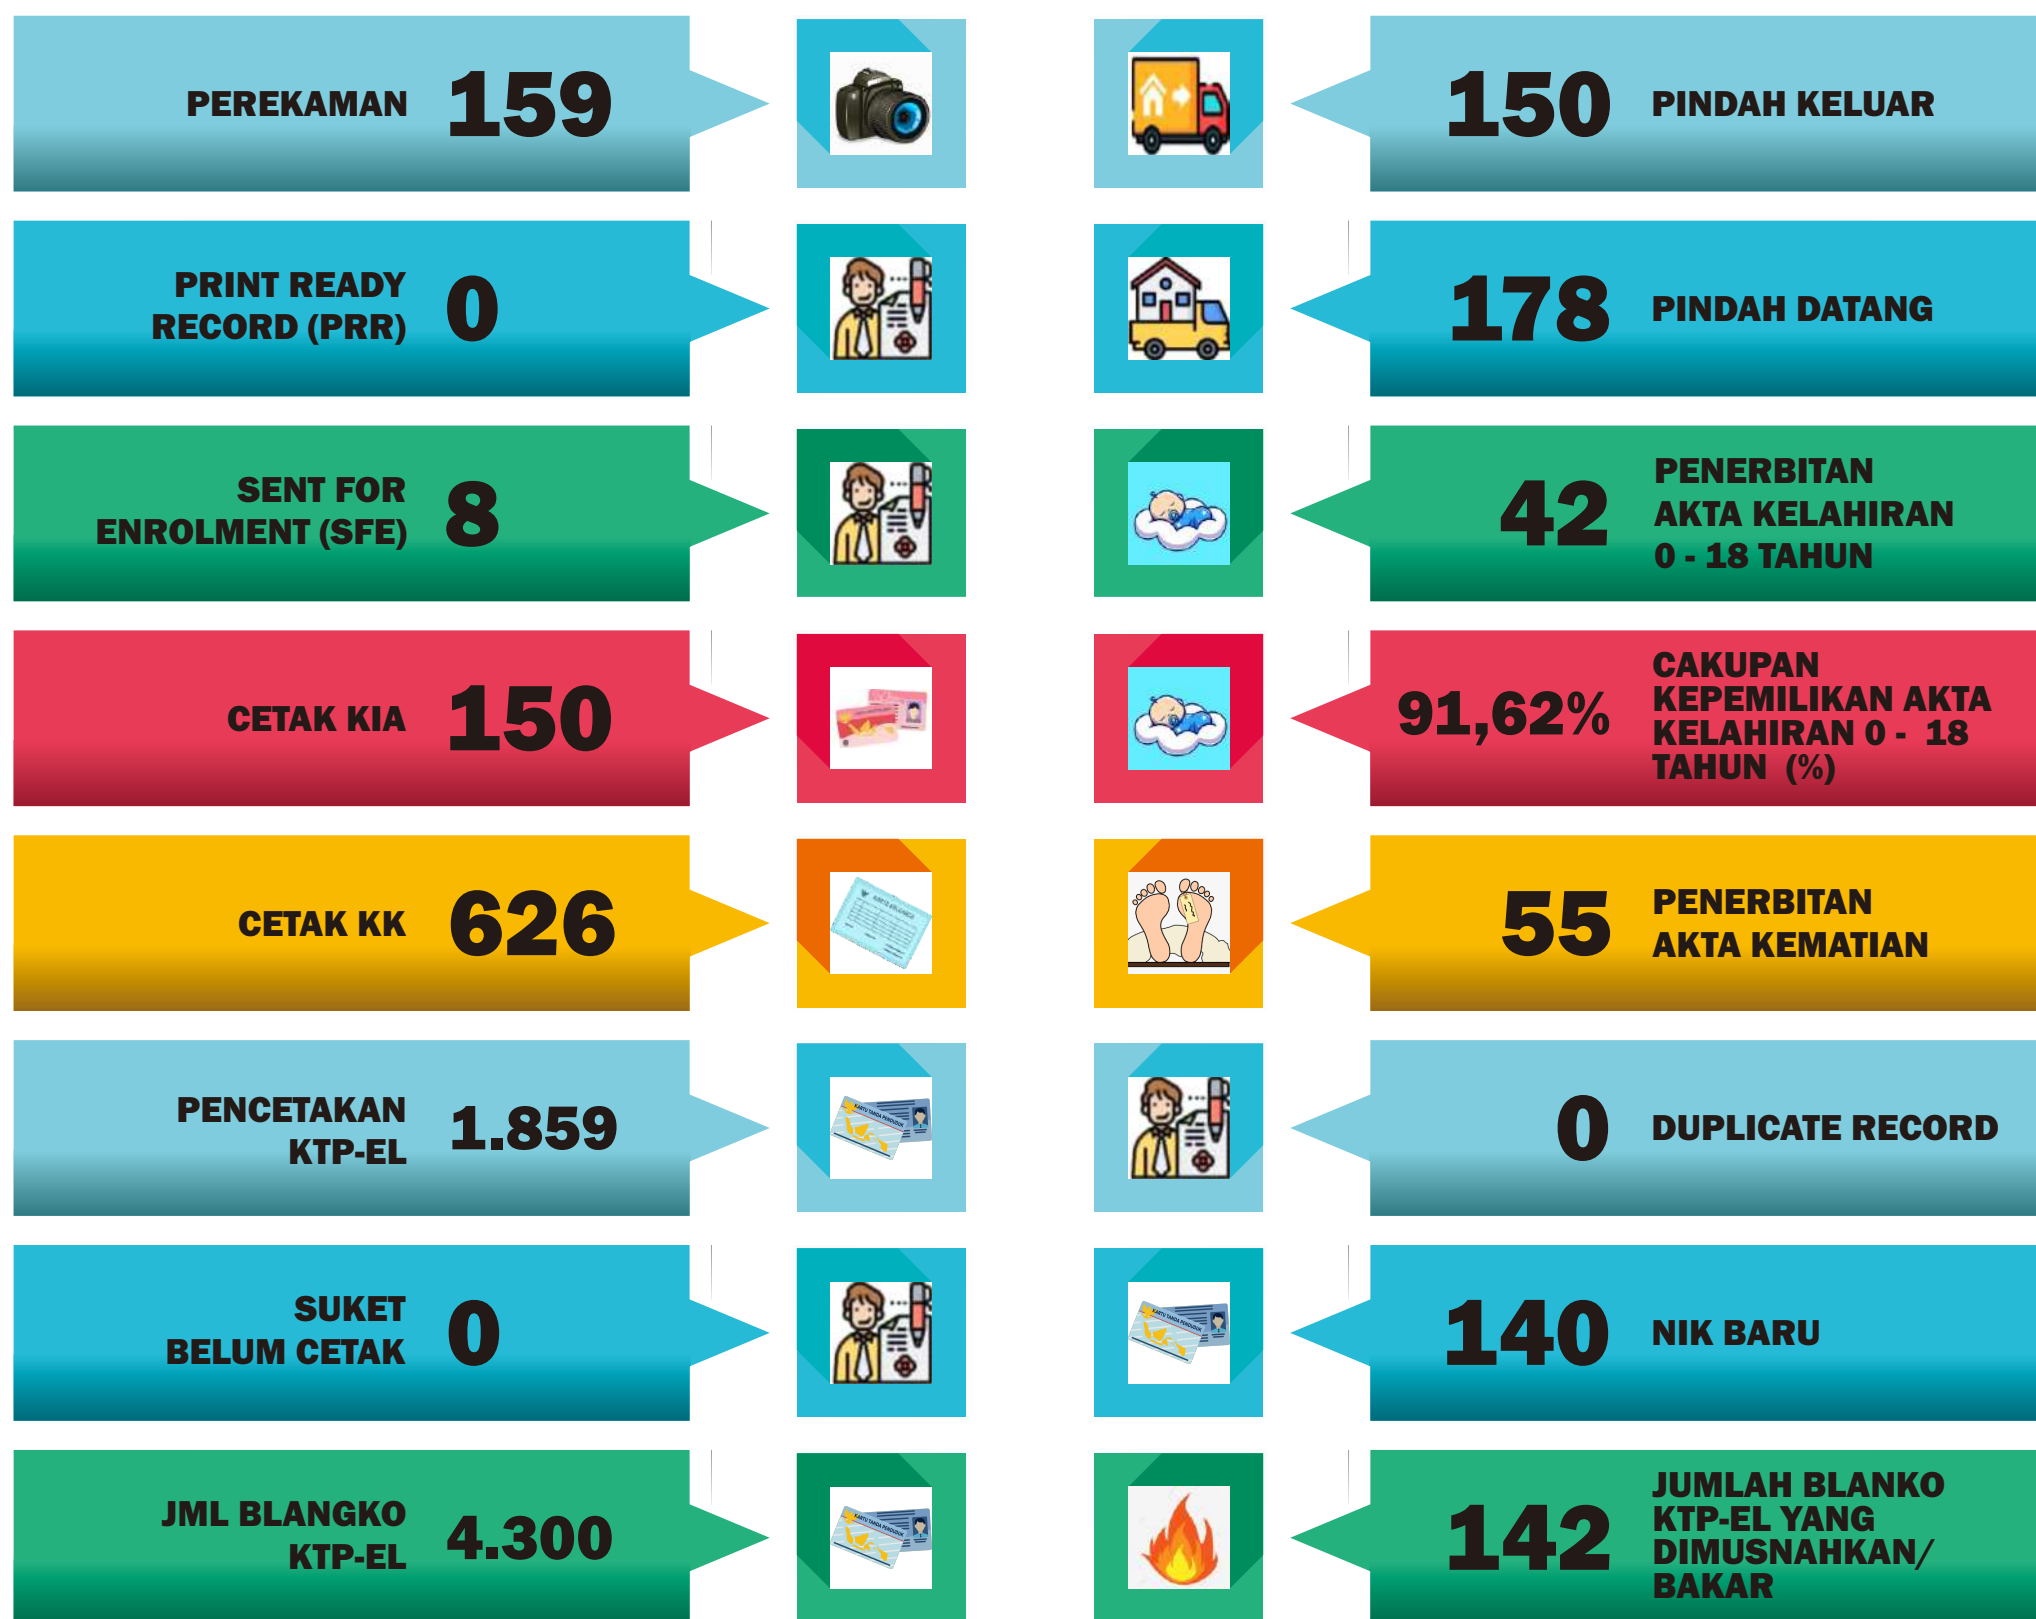 PEREKAMAN 159
150 PINDAH KELUAR
PRINT READY
RECORD (PRR)
0
178 PINDAH DATANG
SENT FOR
ENROLMENT (SFE)
8
42
PENERBITAN
AKTA KELAHIRAN
0 - 18 TAHUN
CETAK KIA 150
91,62%
CAKUPAN
KEPEMILIKAN AKTA
KELAHIRAN 0 - 18
TAHUN (%)
CETAK KK 626
55
PENERBITAN
AKTA KEMATIAN
PENCETAKAN
KTP-EL
1.859
0 DUPLICATE RECORD
SUKET
BELUM CETAK
0
140 NIK BARU
JML BLANGKO
KTP-EL
4.300
142
JUMLAH BLANKO
KTP-EL YANG
DIMUSNAHKAN/
BAKAR